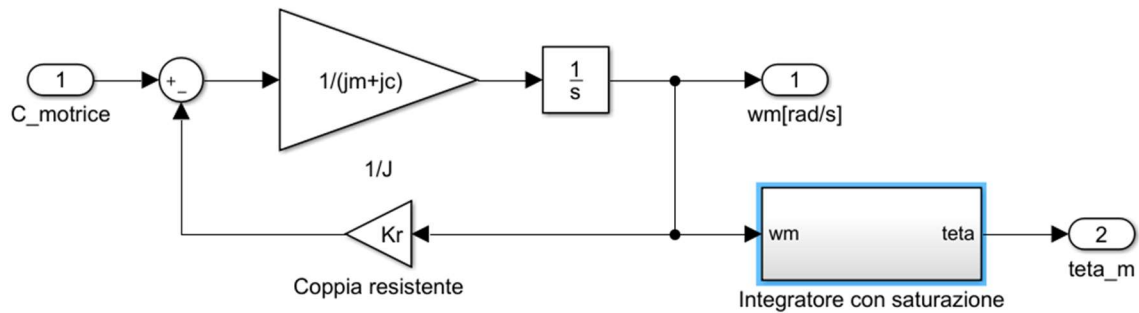 1
C_motrice
+
_
1/(jm+jc)
1/J
1
s
1
wm[rad/s]
Kr
Coppia resistente
wm
teta
Integratore con saturazione
2
teta_m